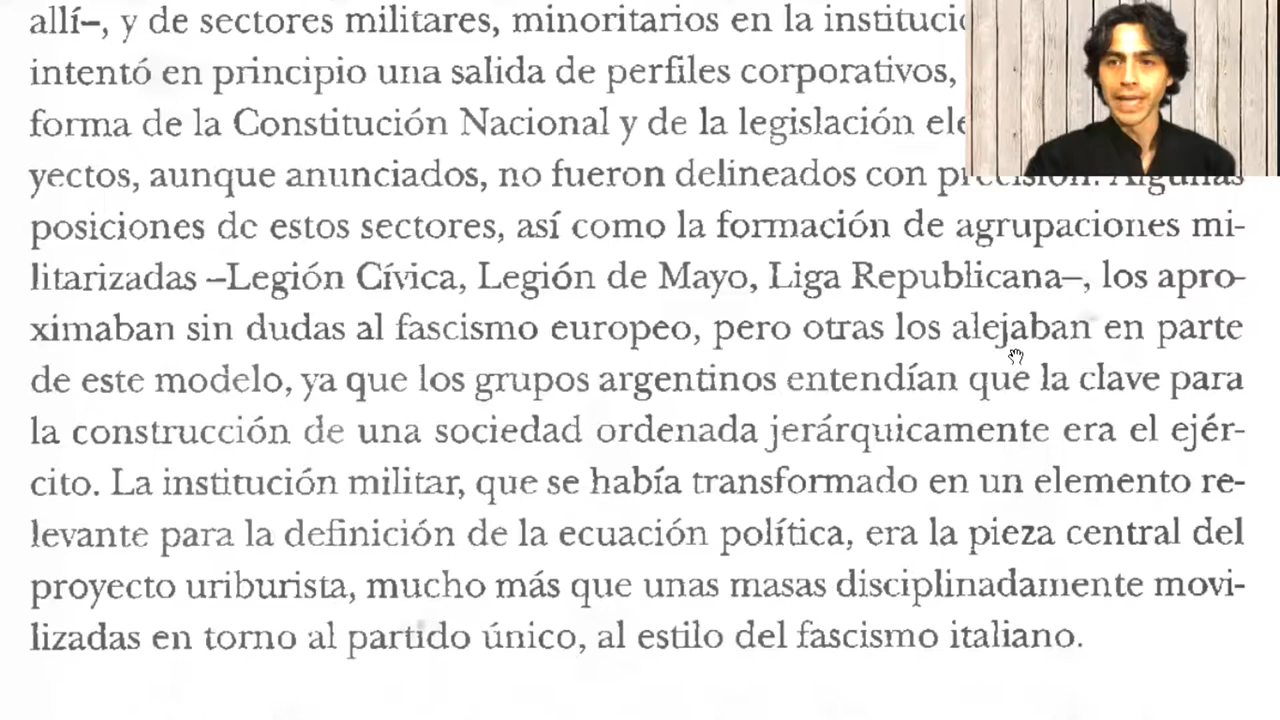 allí–, y de sectores militares, minoritarios en la
intentó en principio una salida de perfiles corporativos,
forma de la Constitución Nacional y de la legislación
yectos, aunque anunciados, no fueron delineados con precisión. Algunas
posiciones de estos sectores, así como la formación de agrupaciones mi-
litarizadas –Legión Cívica, Legión de Mayo, Liga Republicana–, los apro-
ximaban sin dudas al fascismo europeo, pero otras los alejaban en parte
de este modelo, ya que los grupos argentinos entendían que la clave para
la construcción de una sociedad ordenada jerárquicamente era el ejér-
cito. La institución militar, que se había transformado en un elemento re-
levante para la definición de la ecuación política, era la pieza central del
proyecto uriburista, mucho más que unas masas disciplinadamente movi-
lizadas en torno al partido único, al estilo del fascismo italiano.